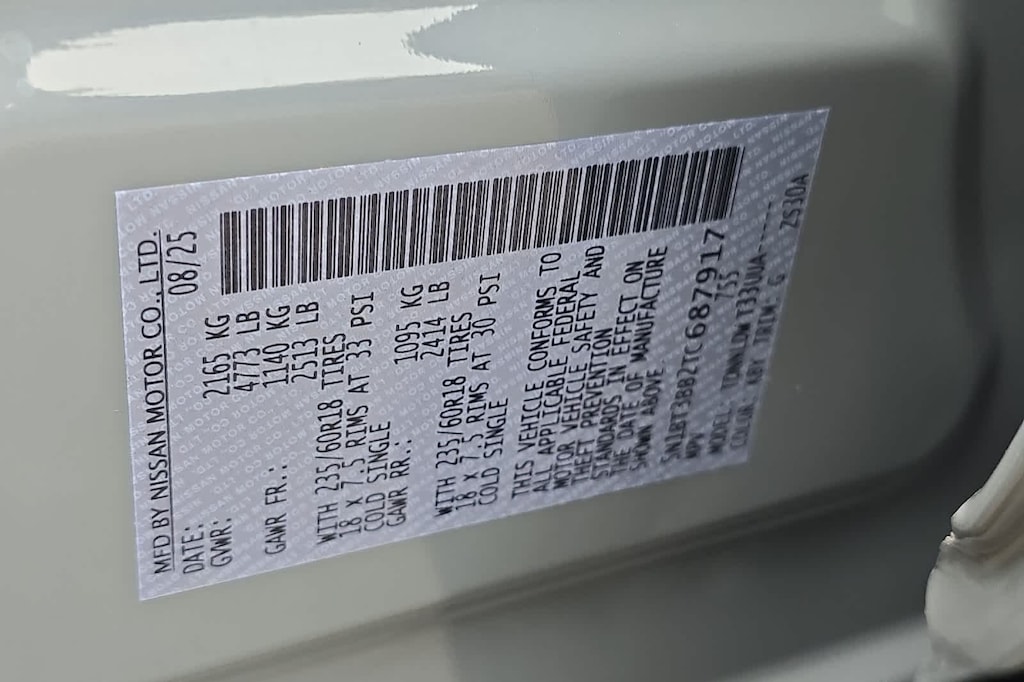 MFD BY NISSAN MOTOR CO., LTD.
DATE: 08/25
GVWR: 2165 KG
4773 LB
GAWR FR.: 1140 KG
2513 LB
WITH 235/60R18 TIRES
18 X 7.5 RIMS AT 33 PSI
COLD SINGLE
GAWR RR.: 1095 KG
2414 LB
WITH 235/60R18 TIRES
18 X 7.5 RIMS AT 30 PSI
COLD SINGLE
THIS VEHICLE CONFORMS TO
ALL APPLICABLE FEDERAL
MOTOR VEHICLE SAFETY AND
THEFT PREVENTION
STANDARDS IN EFFECT ON
THE DATE OF MANUFACTURE
SHOWN ABOVE.
5N1BT3BB2TC687917
MPV 755
MODEL: TDNNLDW T33UUA-----
COLOR: KBY TRIM: G ZS30A